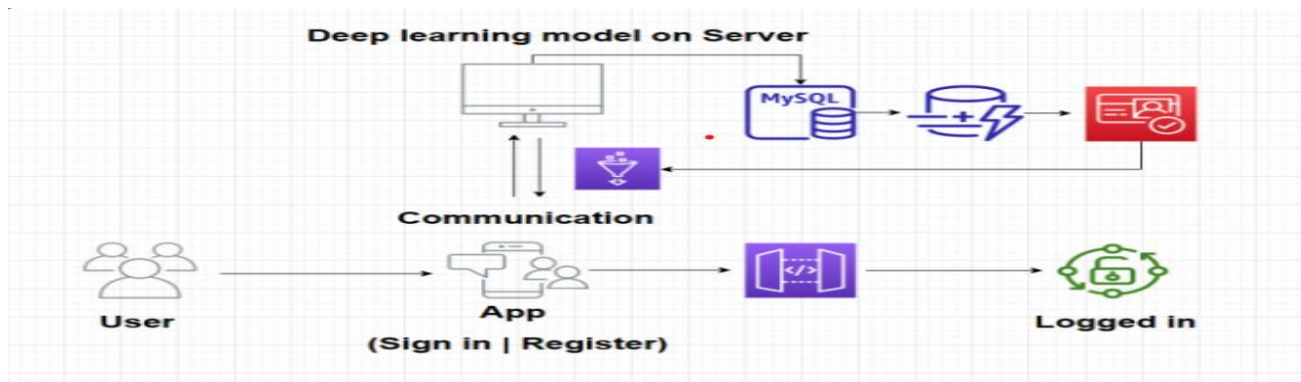 Deep learning model on Server
MySQL
Communication
</>
User
App
(Sign in | Register)
Logged in